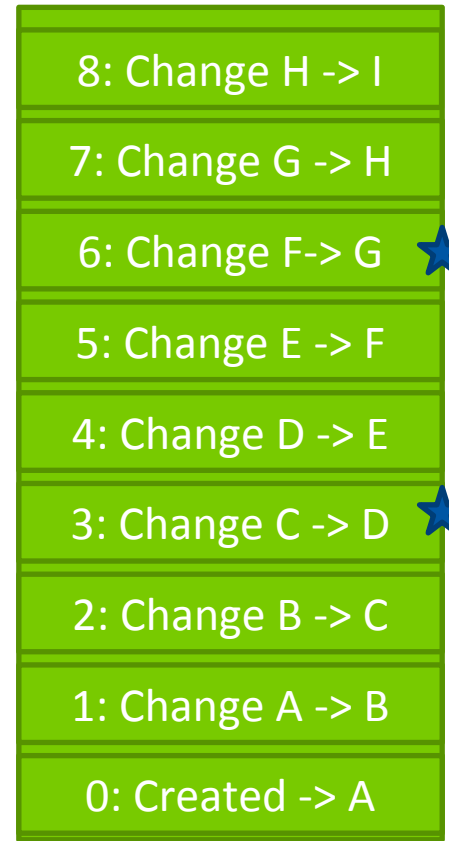 8: Change H -> I
7: Change G -> H
6: Change F-> G
5: Change E -> F
4: Change D -> E
3: Change C -> D
2: Change B -> C
1: Change A -> B
0: Created -> A